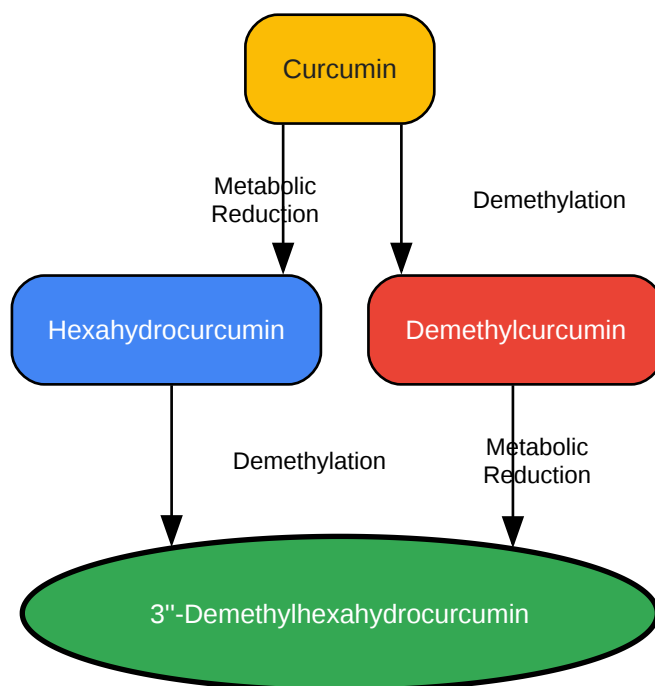 Curcumin
Metabolic
Reduction
Demethylation
Hexahydrocurcumin
Demethylcurcumin
Demethylation
Metabolic
Reduction
3''-Demethylhexahydrocurcumin